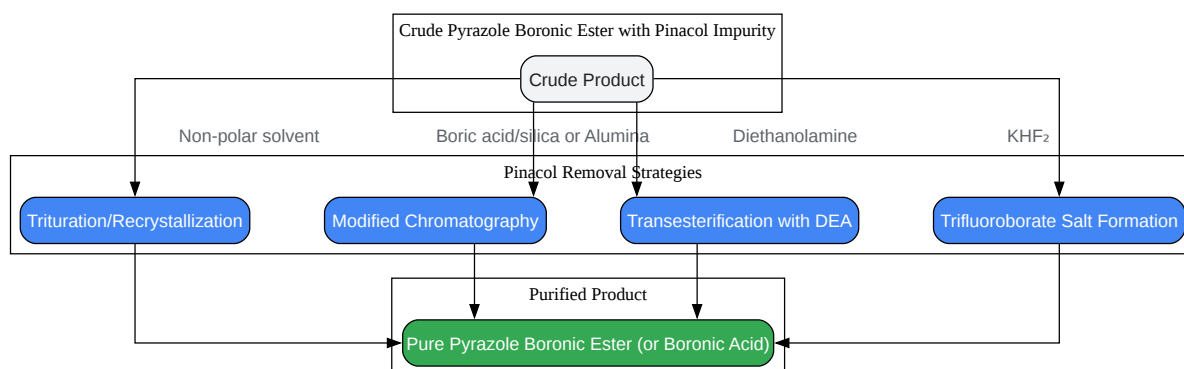 Crude Pyrazole Boronic Ester with Pinacol Impurity
Crude Product
Non-polar solvent
Boric acid/silica or Alumina
Diethanolamine
KHF₂
Pinacol Removal Strategies
Trituration/Recrystallization
Modified Chromatography
Transesterification with DEA
Trifluoroborate Salt Formation
Purified Product
Pure Pyrazole Boronic Ester (or Boronic Acid)